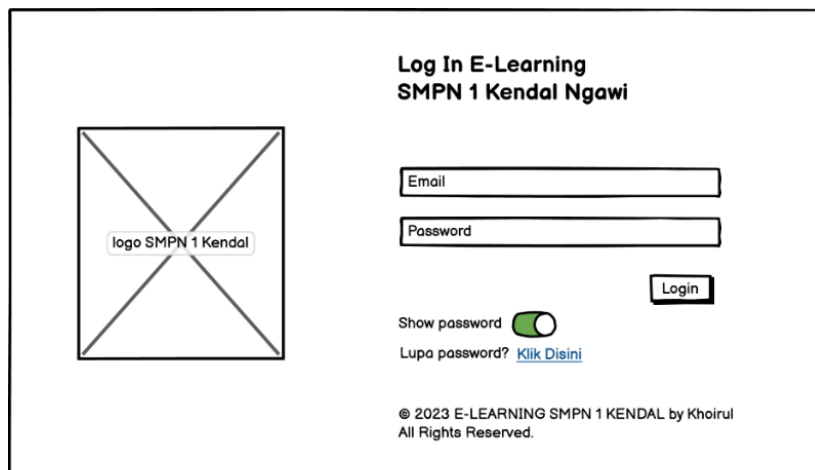 Log In E-Learning
SMPN 1 Kendal Ngawi
logo SMPN 1 Kendal
Email
Password
Login
Show password
Lupa password? Klik Disini
© 2023 E-LEARNING SMPN 1 KENDAL by Khoirul
All Rights Reserved.